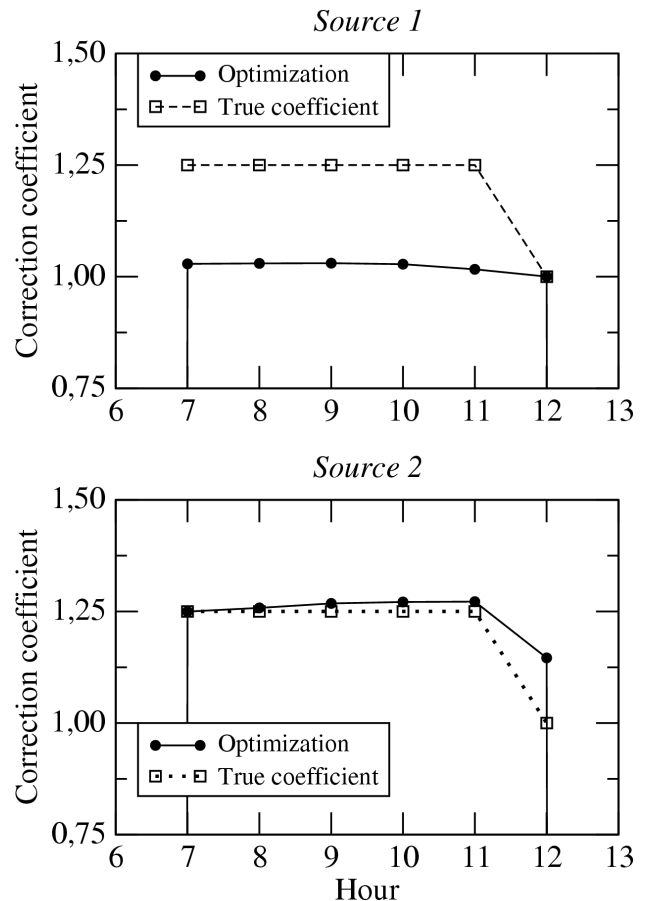 Source 1
Correction coefficient
1,50
1,25
1,00
0,75
Optimization
True coefficient
6 7 8 9 10 11 12 13
Source 2
Correction coefficient
1,50
1,25
1,00
0,75
Optimization
True coefficient
6 7 8 9 10 11 12 13
Hour